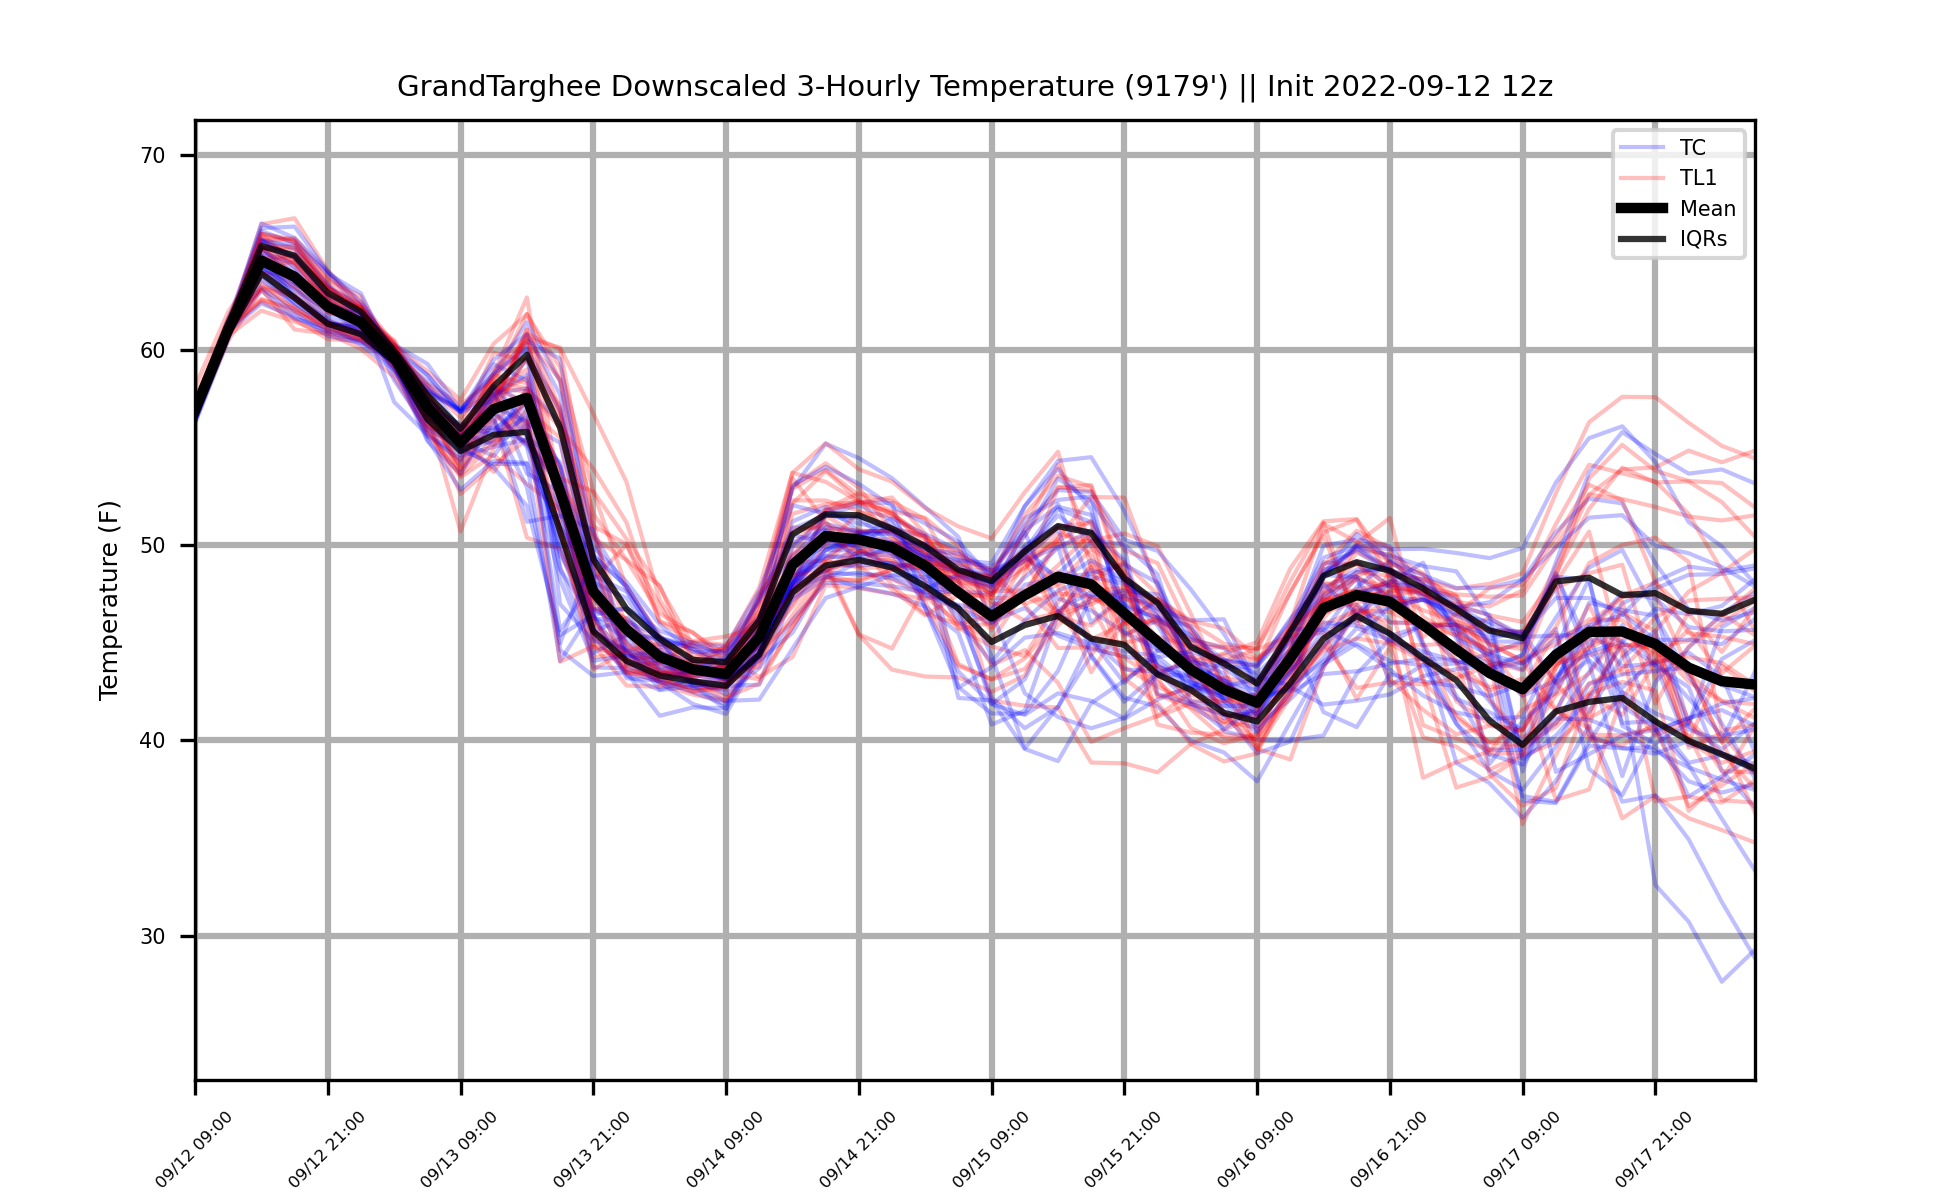 GrandTarghee Downscaled 3-Hourly Temperature (9179') || Init 2022-09-12 12z
TC
TL1
Mean
IQRs
Temperature (F)
70
60
50
40
30
09/12 09:00
09/12 21:00
09/13 09:00
09/13 21:00
09/14 09:00
09/14 21:00
09/15 09:00
09/15 21:00
09/16 09:00
09/16 21:00
09/17 09:00
09/17 21:00